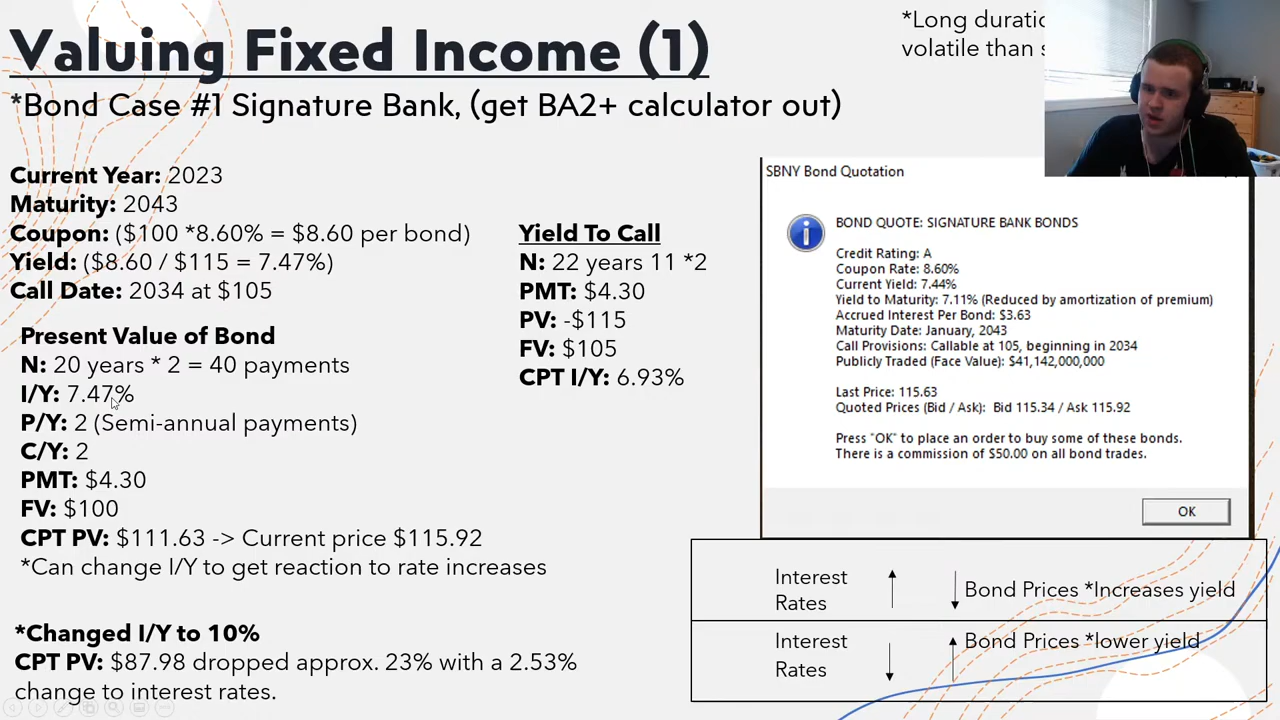 Valuing Fixed Income (1)
*Long duratio
volatile than s
*Bond Case #1 Signature Bank, (get BA2+ calculator out)
Current Year: 2023
Maturity: 2043
Coupon: ($100 *8.60% = $8.60 per bond)
Yield: ($8.60 / $115 = 7.47%)
Call Date: 2034 at $105
Present Value of Bond
N: 20 years * 2 = 40 payments
I/Y: 7.47%
P/Y: 2 (Semi-annual payments)
C/Y: 2
PMT: $4.30
FV: $100
CPT PV: $111.63 -> Current price $115.92
*Can change I/Y to get reaction to rate increases
*Changed I/Y to 10%
CPT PV: $87.98 dropped approx. 23% with a 2.53%
change to interest rates.
Yield To Call
N: 22 years 11 *2
PMT: $4.30
PV: -$115
FV: $105
CPT I/Y: 6.93%
SBNY Bond Quotation
BOND QUOTE: SIGNATURE BANK BONDS
Credit Rating: A
Coupon Rate: 8.60%
Current Yield: 7.44%
Yield to Maturity: 7.11% (Reduced by amortization of premium)
Accrued Interest Per Bond: $3.63
Maturity Date: January, 2043
Call Provisions: Callable at 105, beginning in 2034
Publicly Traded (Face Value): $41,142,000,000
Last Price: 115.63
Quoted Prices (Bid / Ask): Bid 115.34 / Ask 115.92
Press "OK" to place an order to buy some of these bonds.
There is a commission of $50.00 on all bond trades.
OK
Interest
Rates
Bond Prices *Increases yield
Interest
Rates
Bond Prices *lower yield